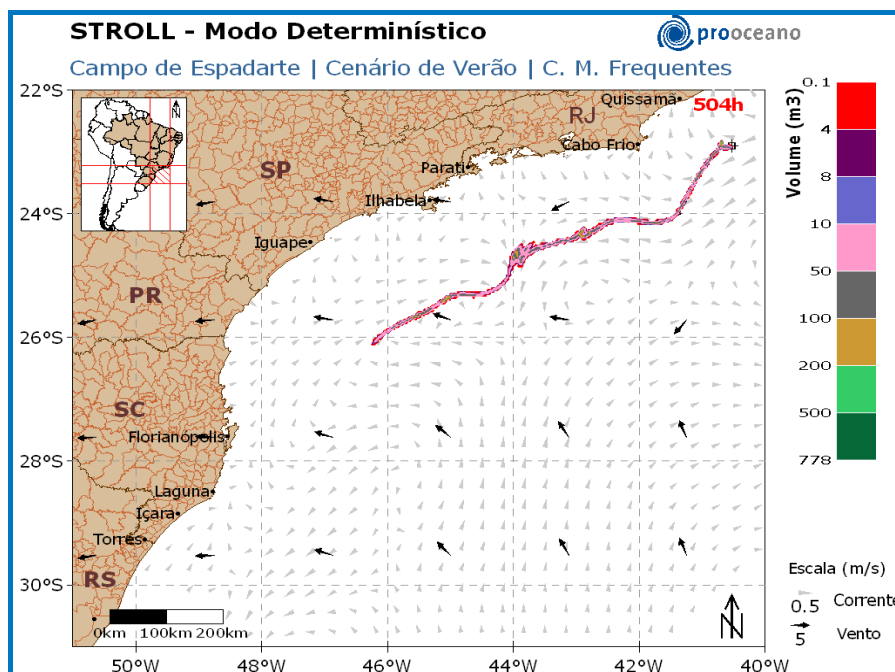 STROLL - Modo Determinístico
prooceano
Campo de Espadarte | Cenário de Verão | C. M. Frequentes
22°S
24°S
26°S
28°S
30°S
50°W
48°W
46°W
44°W
42°W
40°W
N
504h
Quissamã
RJ
Cabo Frio
Parati
SP
Ilhabela
Iguape
PR
SC
Florianópolis
Laguna
Içara
Torres
RS
0km 100km 200km
N
Volume (m3)
0.1
4
8
10
50
100
200
500
778
Escala (m/s)
0.5 Corrente
5 Vento